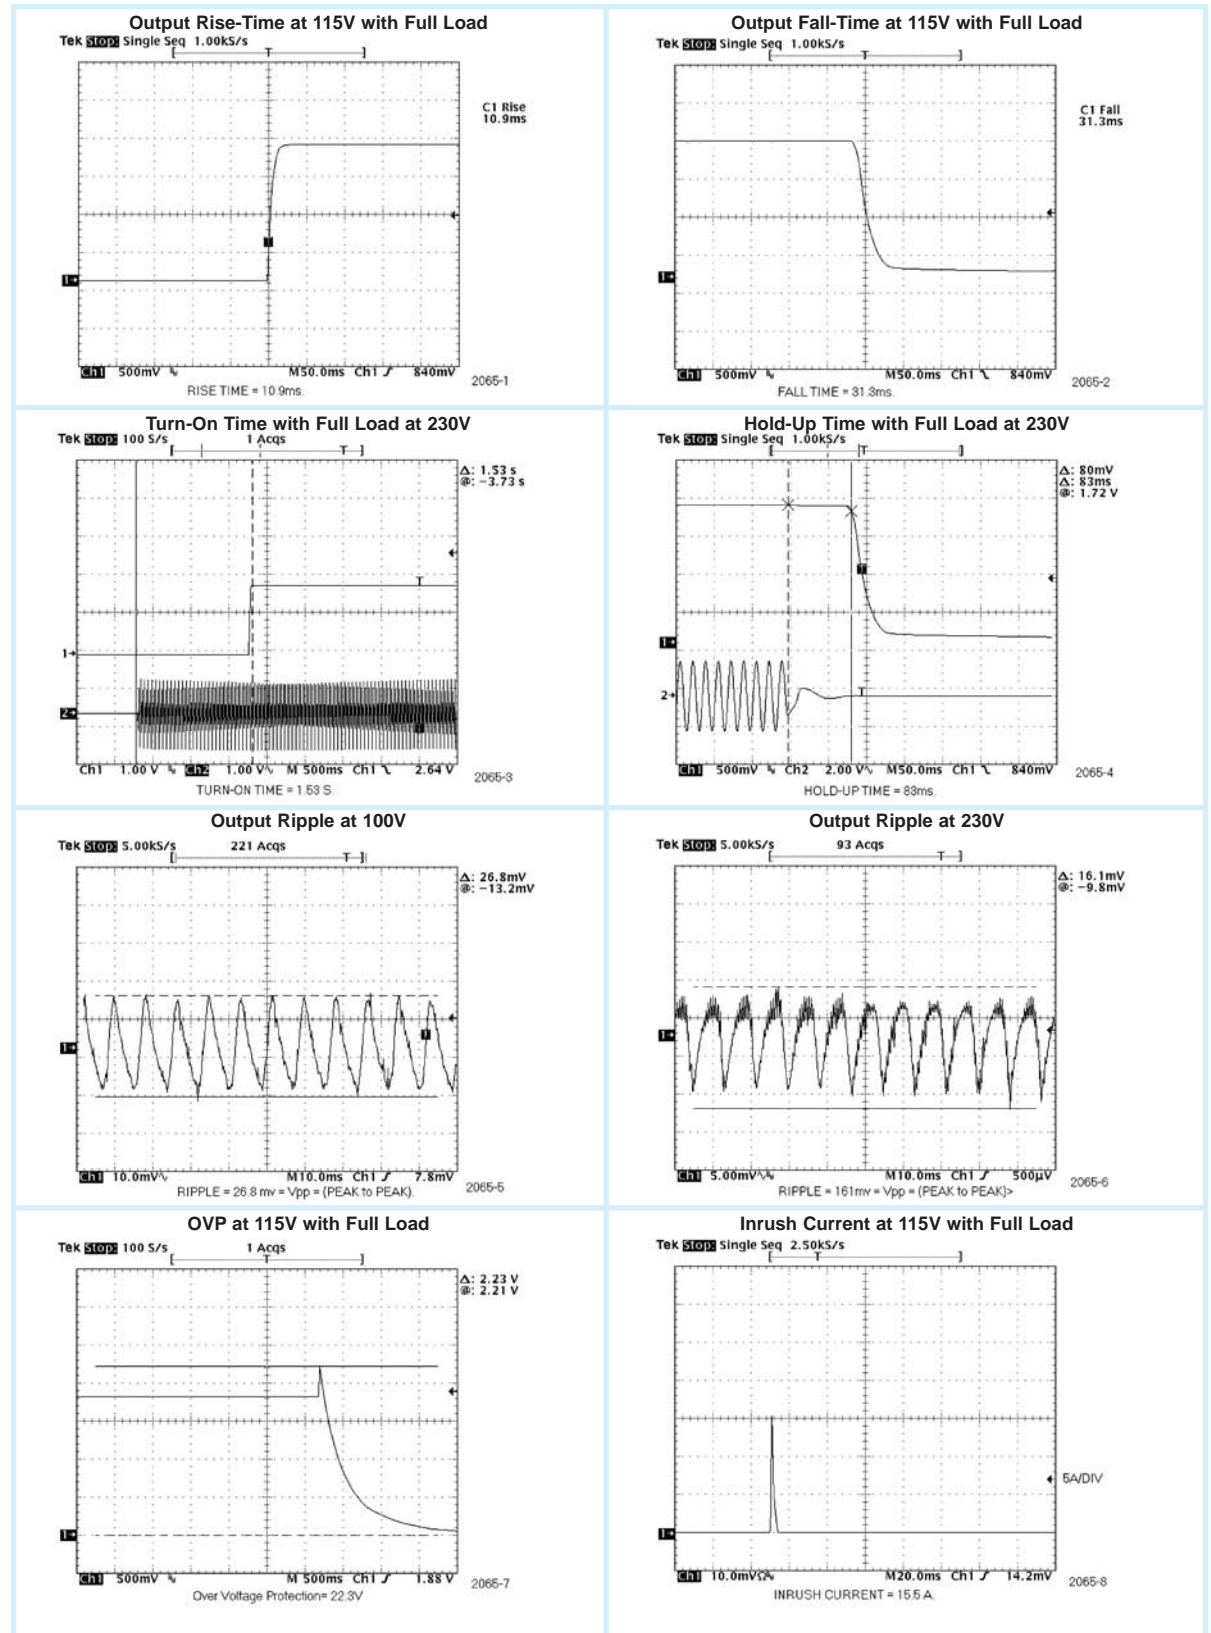 Output Rise-Time at 115V with Full Load
Tek Stop: Single Seq 1.00kS/s
[ T ]
C1 Rise
10.9ms
1→
T
Ch1 500mV M50.0ms Ch1 840mV
RISE TIME = 10.9ms.
2065-1
Output Fall-Time at 115V with Full Load
Tek Stop: Single Seq 1.00kS/s
[ T ]
C1 Fall
31.3ms
1→
Ch1 500mV M50.0ms Ch1 840mV
FALL TIME = 31.3ms.
2065-2
Turn-On Time with Full Load at 230V
Tek Stop: 100 S/s 1 Acqs
[ T ]
Δ: 1.53 s
@: −3.73 s
T
1→
2→
Ch1 1.00 V Ch2 1.00 V M 500ms Ch1 2.64 V
TURN-ON TIME = 1.53 S.
2065-3
Hold-Up Time with Full Load at 230V
Tek Stop: Single Seq 1.00kS/s
[ T ]
Δ: 80mV
Δ: 83ms
@: 1.72 V
T
1→
2→
T
Ch1 500mV Ch2 2.00 V M50.0ms Ch1 840mV
HOLD-UP TIME = 83ms.
2065-4
Output Ripple at 100V
Tek Stop: 5.00kS/s 221 Acqs
[ T ]
Δ: 26.8mV
@: −13.2mV
1→
T
Ch1 10.0mV M10.0ms Ch1 7.8mV
RIPPLE = 26.8 mv = Vpp = (PEAK to PEAK).
2065-5
Output Ripple at 230V
Tek Stop: 5.00kS/s 93 Acqs
[ T ]
Δ: 16.1mV
@: −9.8mV
1→
Ch1 5.00mV M10.0ms Ch1 500µV
RIPPLE = 161mv = Vpp = (PEAK to PEAK)>
2065-6
OVP at 115V with Full Load
Tek Stop: 100 S/s 1 Acqs
[ T ]
Δ: 2.23 V
@: 2.21 V
1→
Ch1 500mV M 500ms Ch1 1.88 V
Over Voltage Protection= 22.3V
2065-7
Inrush Current at 115V with Full Load
Tek Stop: Single Seq 2.50kS/s
[ T ]
5A/DIV
1→
Ch1 10.0mVΩ M20.0ms Ch1 14.2mV
INRUSH CURRENT = 15.5 A.
2065-8